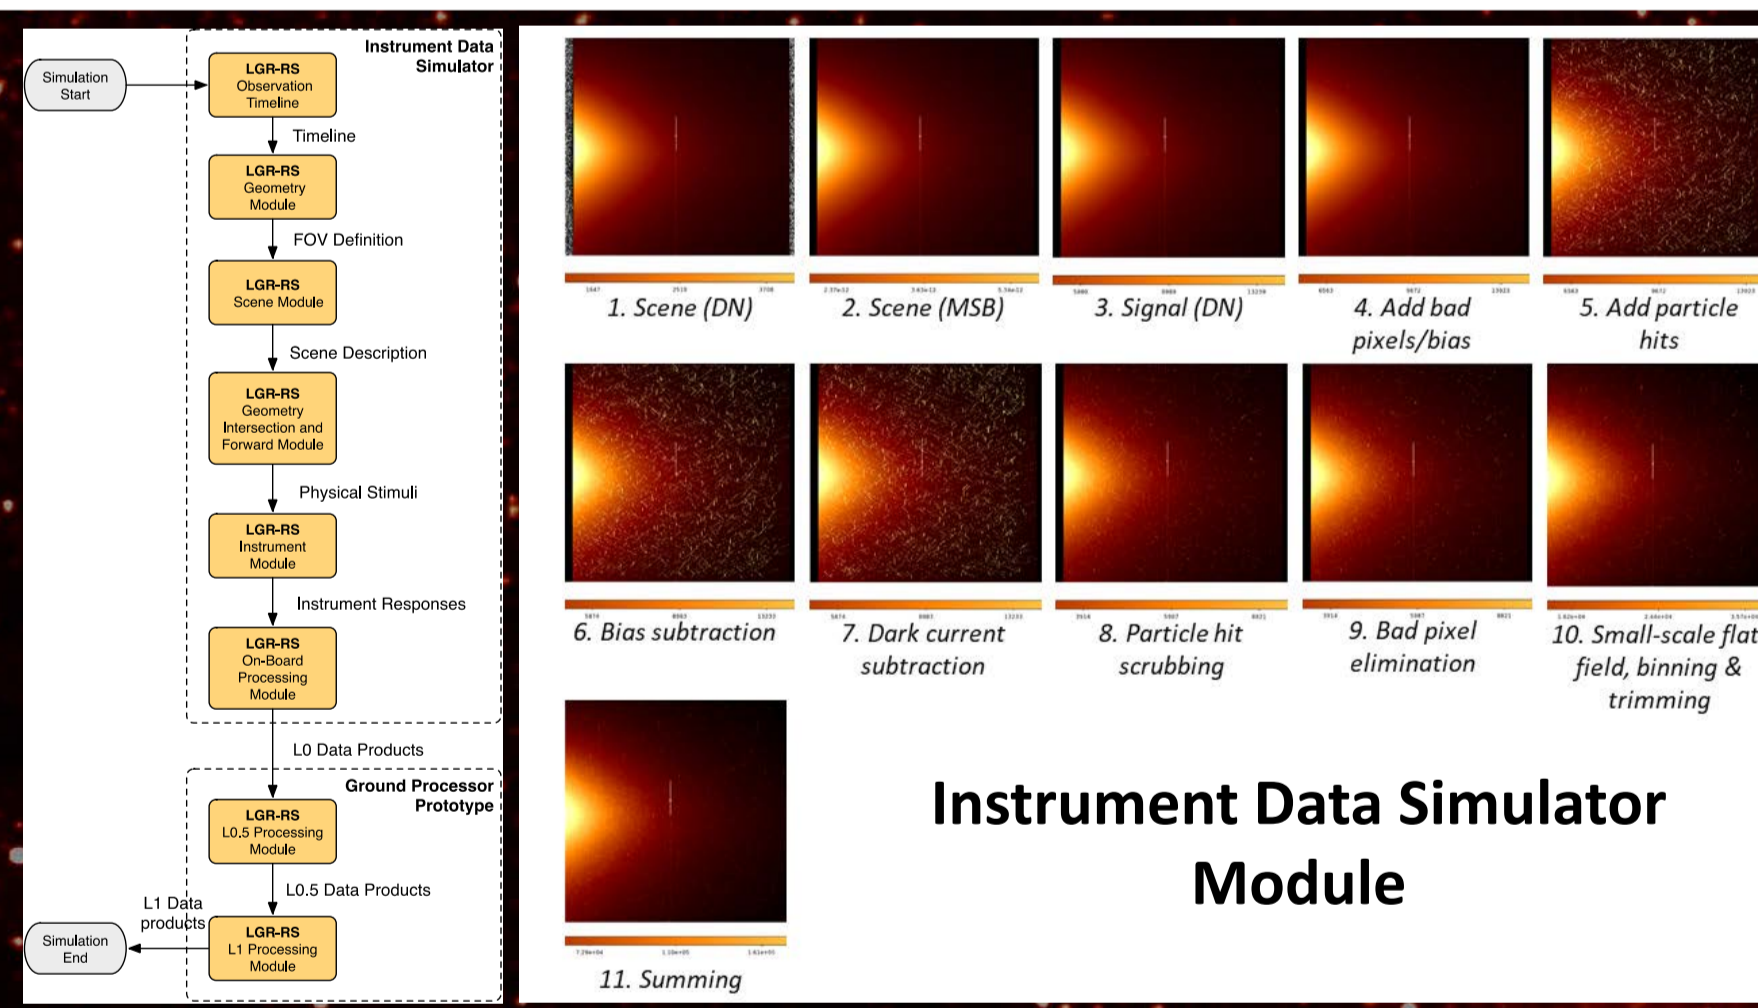 Instrument Data
Simulator
Simulation
Start
LGR-RS
Observation
Timeline
Timeline
LGR-RS
Geometry
Module
FOV Definition
LGR-RS
Scene Module
Scene Description
LGR-RS
Geometry
Intersection and
Forward Module
Physical Stimuli
LGR-RS
Instrument
Module
Instrument Responses
LGR-RS
On-Board
Processing
Module
L0 Data Products
Ground Processor
Prototype
LGR-RS
L0.5 Processing
Module
L0.5 Data Products
L1 Data
products
LGR-RS
L1 Processing
Module
Simulation
End
1. Scene (DN)
2. Scene (MSB)
3. Signal (DN)
4. Add bad
pixels/bias
5. Add particle
hits
6. Bias subtraction
7. Dark current
subtraction
8. Particle hit
scrubbing
9. Bad pixel
elimination
10. Small-scale flat
field, binning &
trimming
11. Summing
Instrument Data Simulator
Module